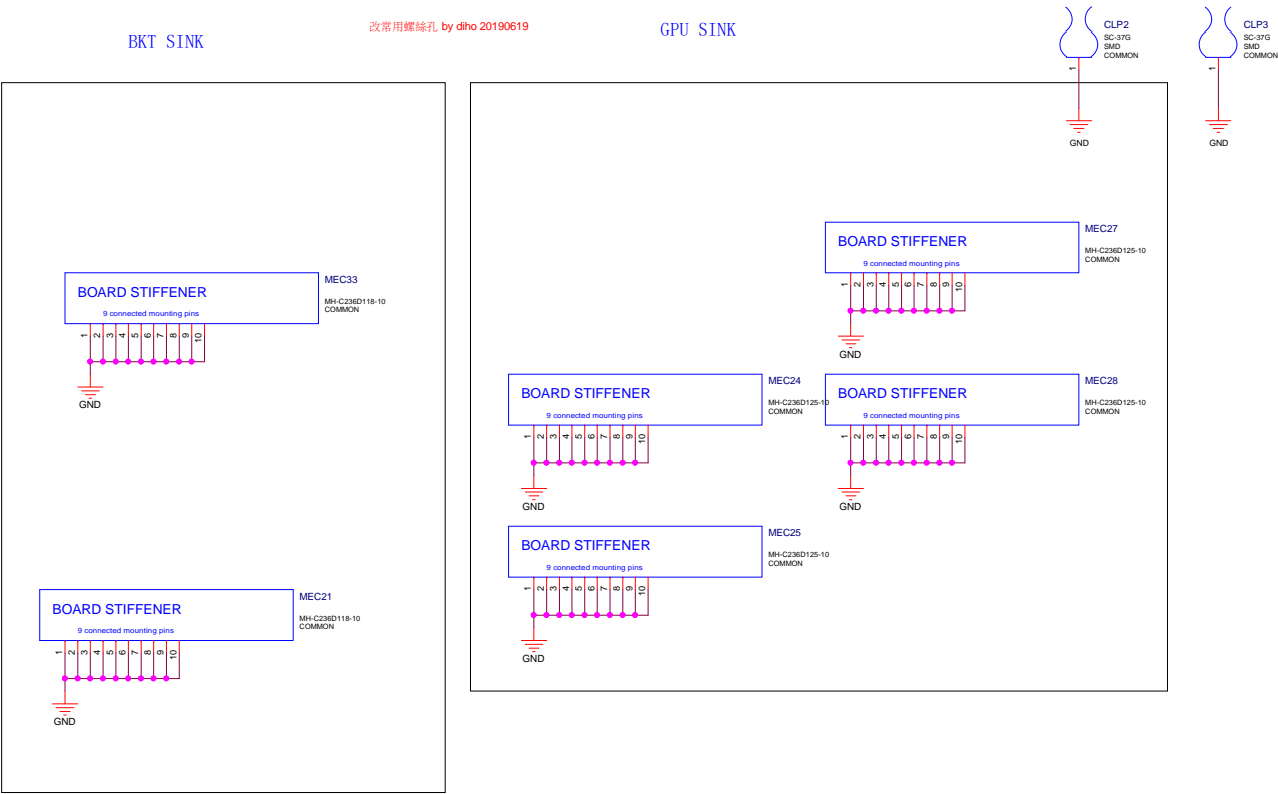 BKT SINK
改常用螺絲孔 by diho 20190619
GPU SINK
CLP2
SC-37G
SMD
COMMON
1
GND
CLP3
SC-37G
SMD
COMMON
1
GND
BOARD STIFFENER
9 connected mounting pins
MEC27
MH-C236D125-10
COMMON
1 2 3 4 5 6 7 8 9 10
GND
BOARD STIFFENER
9 connected mounting pins
MEC33
MH-C236D118-10
COMMON
1 2 3 4 5 6 7 8 9 10
GND
BOARD STIFFENER
9 connected mounting pins
MEC24
MH-C236D125-10
COMMON
1 2 3 4 5 6 7 8 9 10
GND
BOARD STIFFENER
9 connected mounting pins
MEC28
MH-C236D125-10
COMMON
1 2 3 4 5 6 7 8 9 10
GND
BOARD STIFFENER
9 connected mounting pins
MEC25
MH-C236D125-10
COMMON
1 2 3 4 5 6 7 8 9 10
GND
BOARD STIFFENER
9 connected mounting pins
MEC21
MH-C236D118-10
COMMON
1 2 3 4 5 6 7 8 9 10
GND